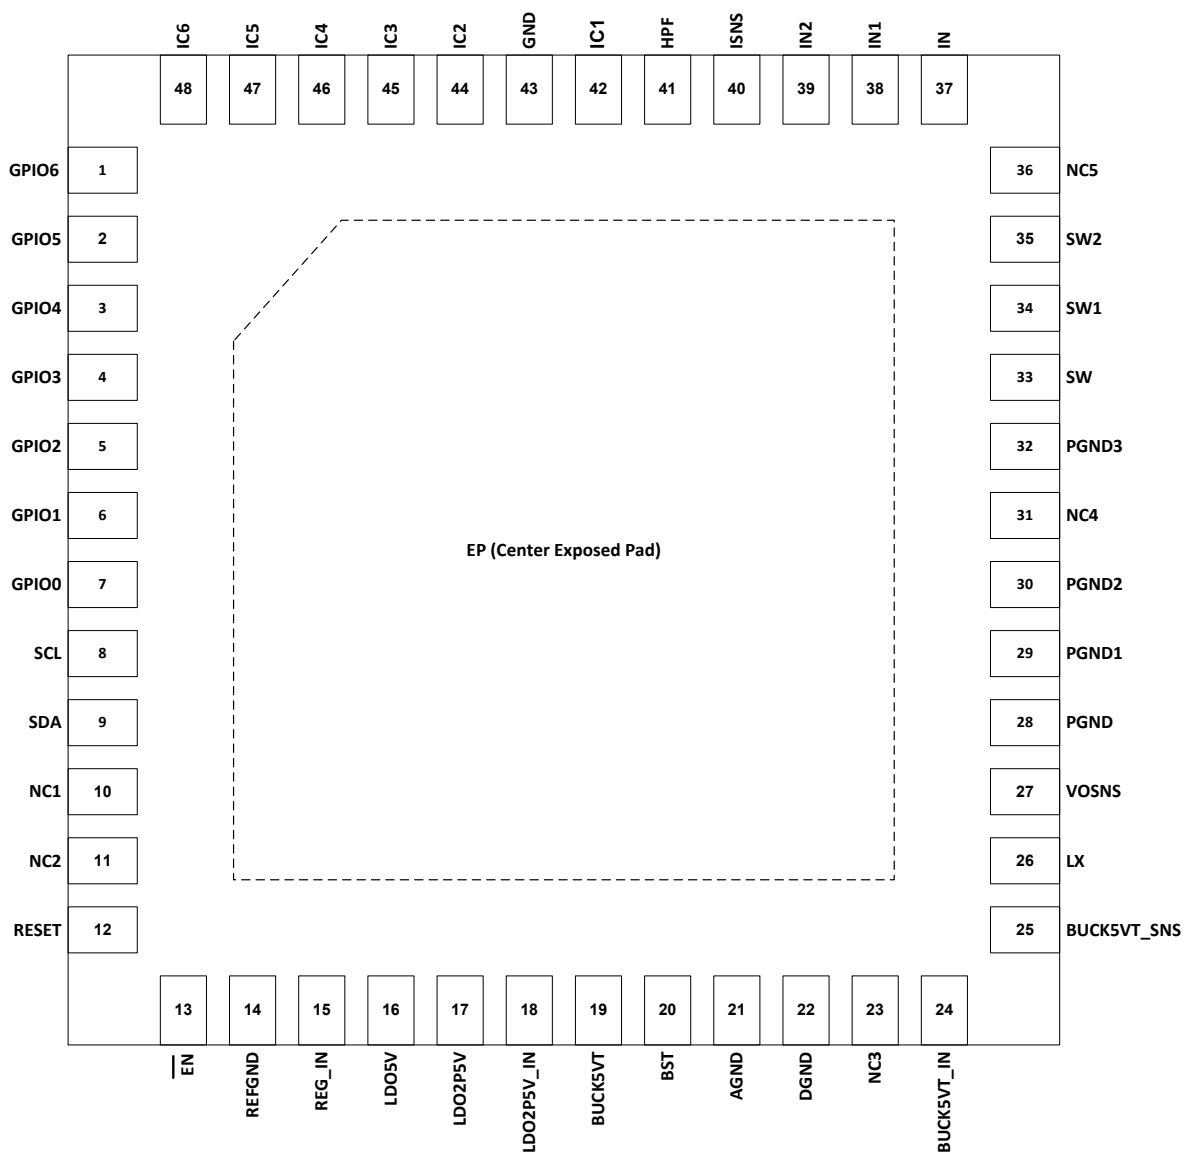 IC6
IC5
IC4
IC3
IC2
GND
IC1
HPF
ISNS
IN2
IN1
IN
48
47
46
45
44
43
42
41
40
39
38
37
GPIO6 1
36 NC5
GPIO5 2
35 SW2
GPIO4 3
34 SW1
GPIO3 4
33 SW
GPIO2 5
32 PGND3
GPIO1 6
31 NC4
EP (Center Exposed Pad)
GPIO0 7
30 PGND2
SCL 8
29 PGND1
SDA 9
28 PGND
NC1 10
27 VOSNS
NC2 11
26 LX
RESET 12
25 BUCK5VT_SNS
13
14
15
16
17
18
19
20
21
22
23
24
EN
REFGND
REG_IN
LDO5V
LDO2P5V
LDO2P5V_IN
BUCK5VT
BST
AGND
DGND
NC3
BUCK5VT_IN